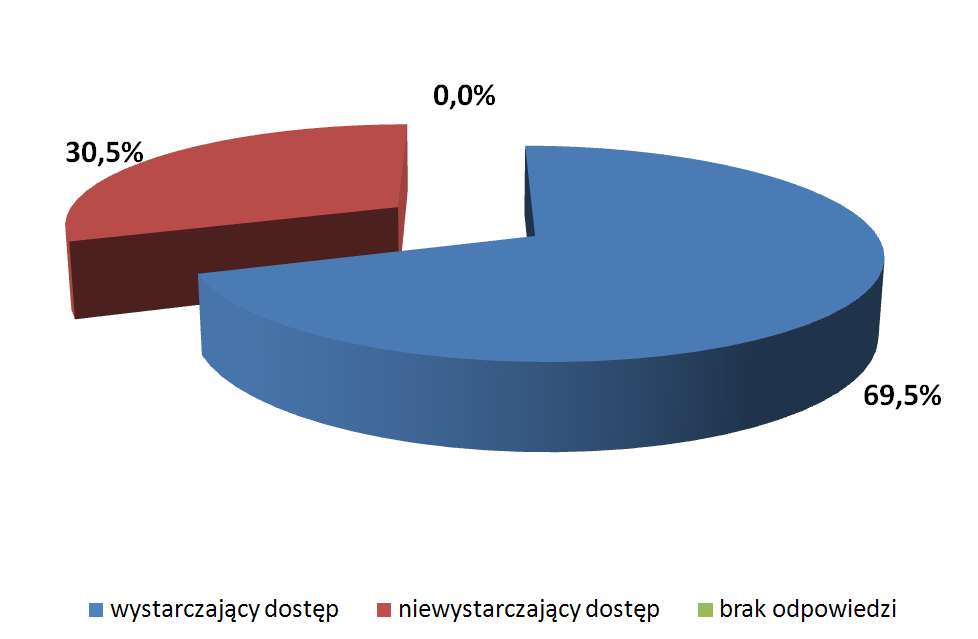 0,0%
30,5%
69,5%
wystarczający dostęp niewystarczający dostęp brak odpowiedzi